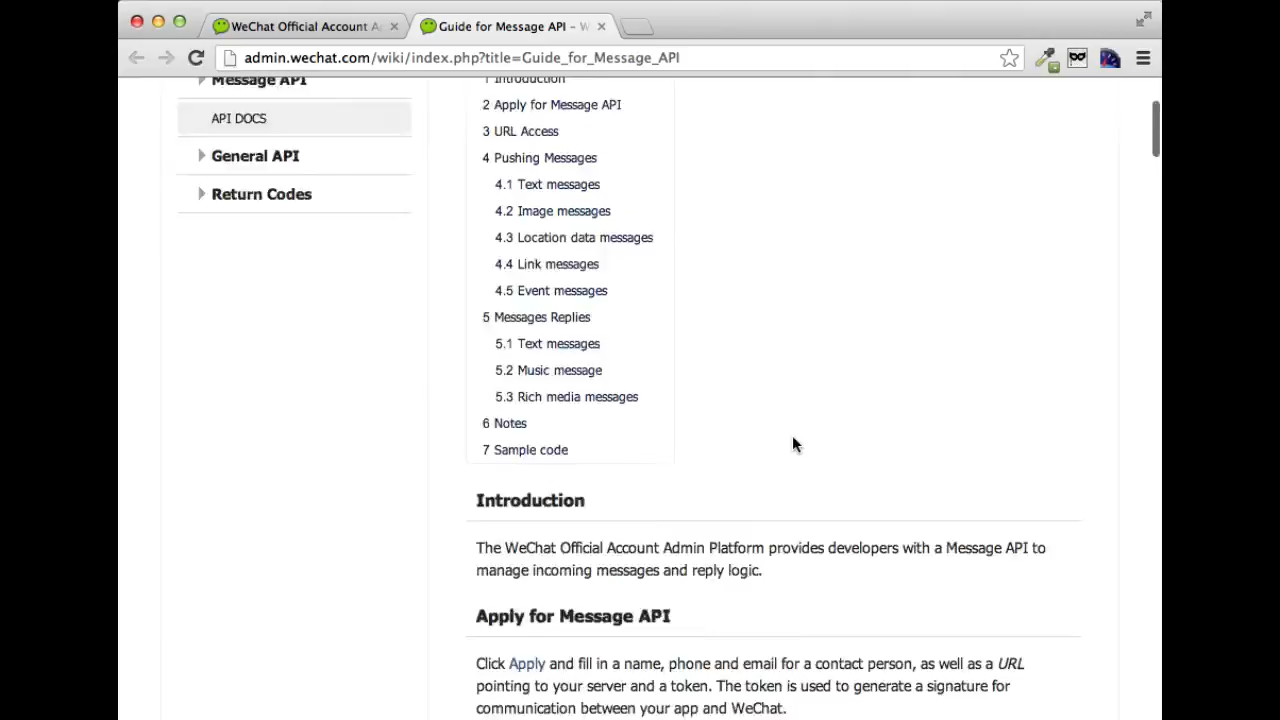 WeChat Official Account A
Guide for Message API – W
admin.wechat.com/wiki/index.php?title=Guide_for_Message_API
Message API
API DOCS
General API
Return Codes
1 Introduction
2 Apply for Message API
3 URL Access
4 Pushing Messages
4.1 Text messages
4.2 Image messages
4.3 Location data messages
4.4 Link messages
4.5 Event messages
5 Messages Replies
5.1 Text messages
5.2 Music message
5.3 Rich media messages
6 Notes
7 Sample code
Introduction
The WeChat Official Account Admin Platform provides developers with a Message API to
manage incoming messages and reply logic.
Apply for Message API
Click Apply and fill in a name, phone and email for a contact person, as well as a URL
pointing to your server and a token. The token is used to generate a signature for
communication between your app and WeChat.